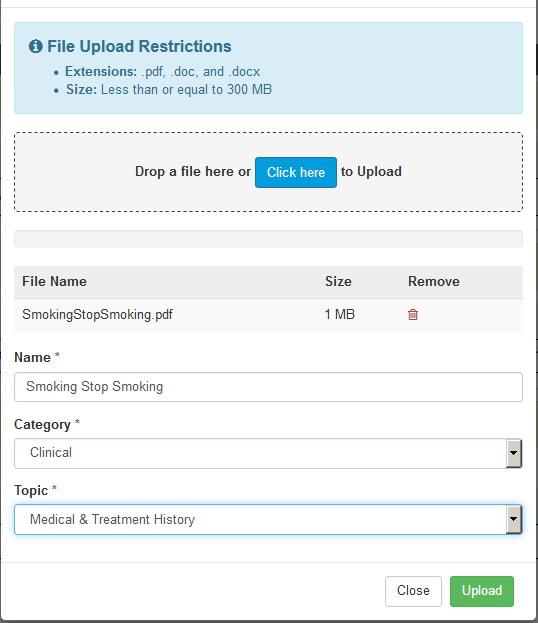 File Upload Restrictions
Extensions: .pdf, .doc, and .docx
Size: Less than or equal to 300 MB
Drop a file here or Click here to Upload
File Name Size Remove
SmokingStopSmoking.pdf 1 MB
Name *
Smoking Stop Smoking
Category *
Clinical
Topic *
Medical & Treatment History
Close Upload